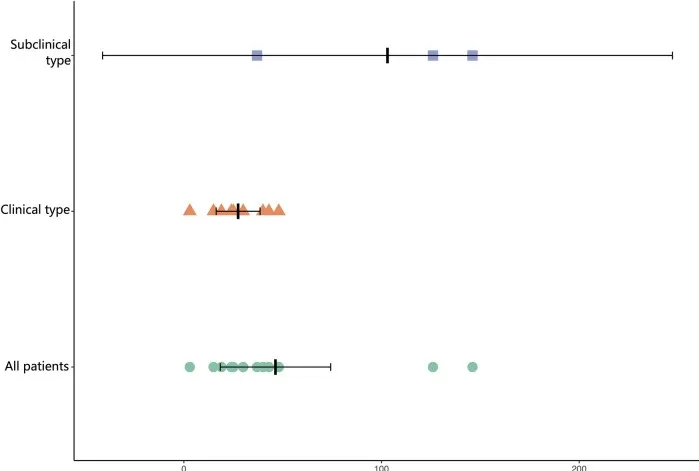 Subclinical
type
Clinical type
All patients
0 100 200